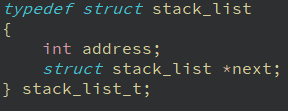 typedef struct stack_list
{
    int address;
    struct stack_list *next;
} stack_list_t;